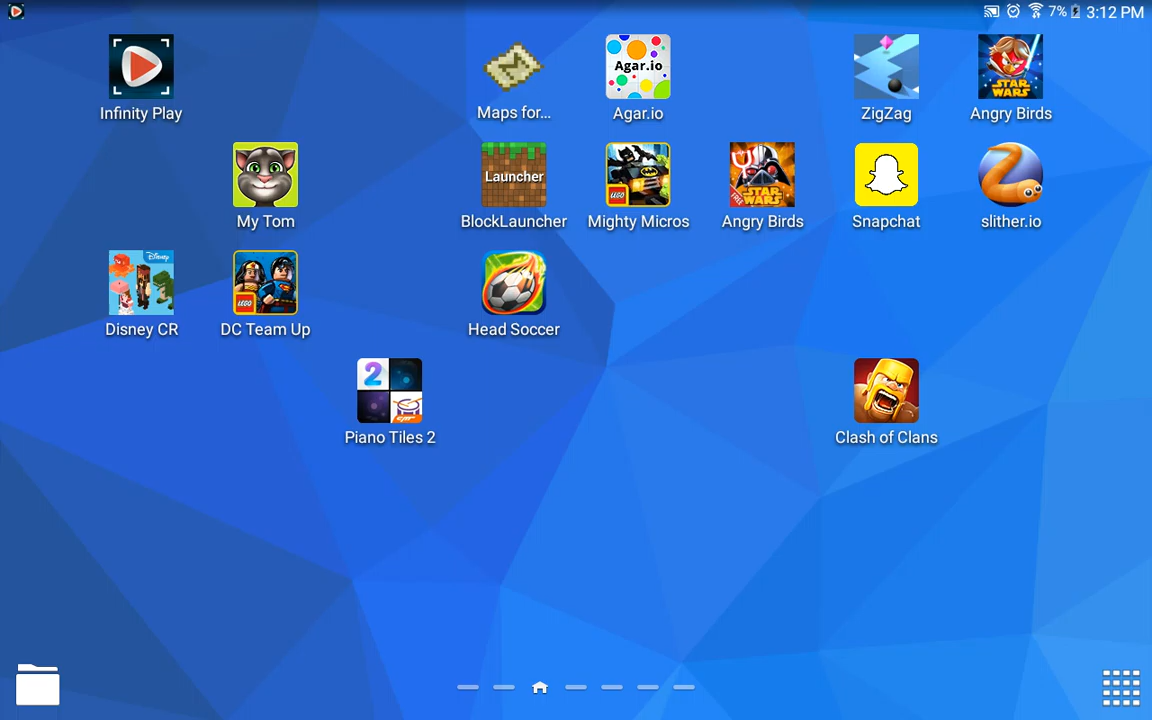 7% 3:12 PM
Infinity Play
Maps for...
Agar.io
Agar.io
ZigZag
STAR WARS
Angry Birds
My Tom
Launcher
BlockLauncher
LEGO
Mighty Micros
STAR WARS
FREE
Angry Birds
Snapchat
slither.io
Disney
Disney CR
LEGO
DC Team Up
Head Soccer
2
Piano Tiles 2
Clash of Clans